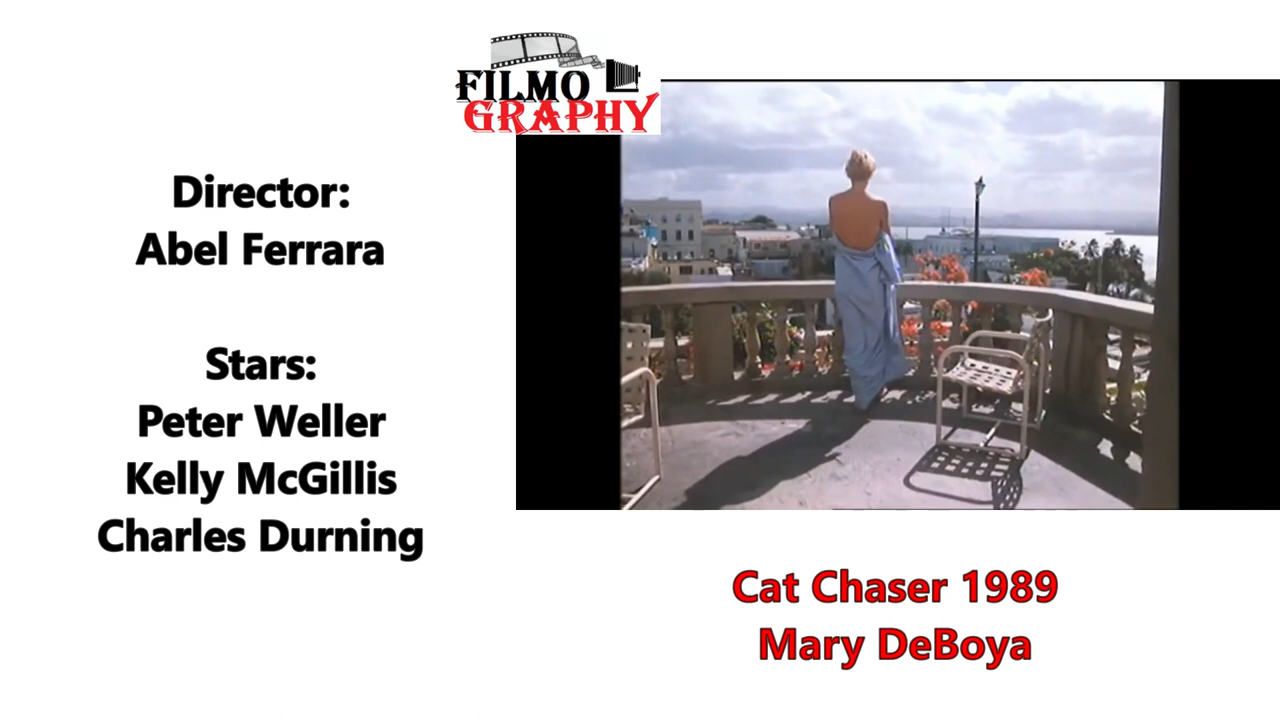 FILMO
GRAPHY
Director:
Abel Ferrara
Stars:
Peter Weller
Kelly McGillis
Charles Durning
Cat Chaser 1989
Mary DeBoya